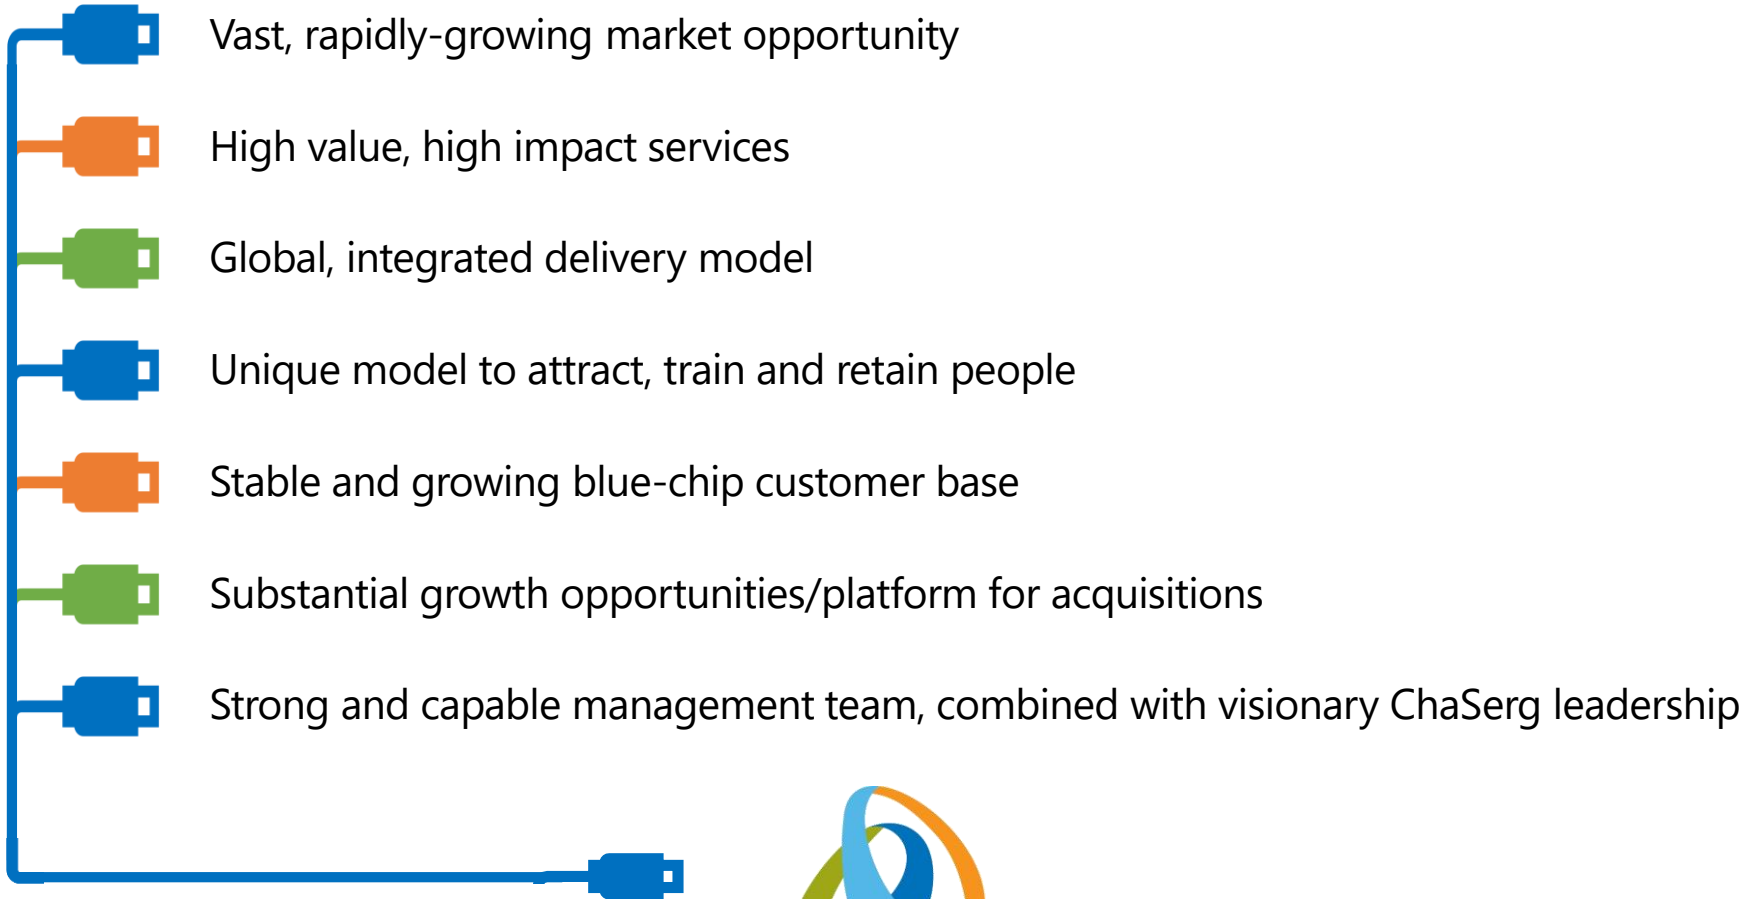 Vast, rapidly-growing market opportunity
High value, high impact services
Global, integrated delivery model
Unique model to attract, train and retain people
Stable and growing blue-chip customer base
Substantial growth opportunities/platform for acquisitions
Strong and capable management team, combined with visionary ChaSerg leadership